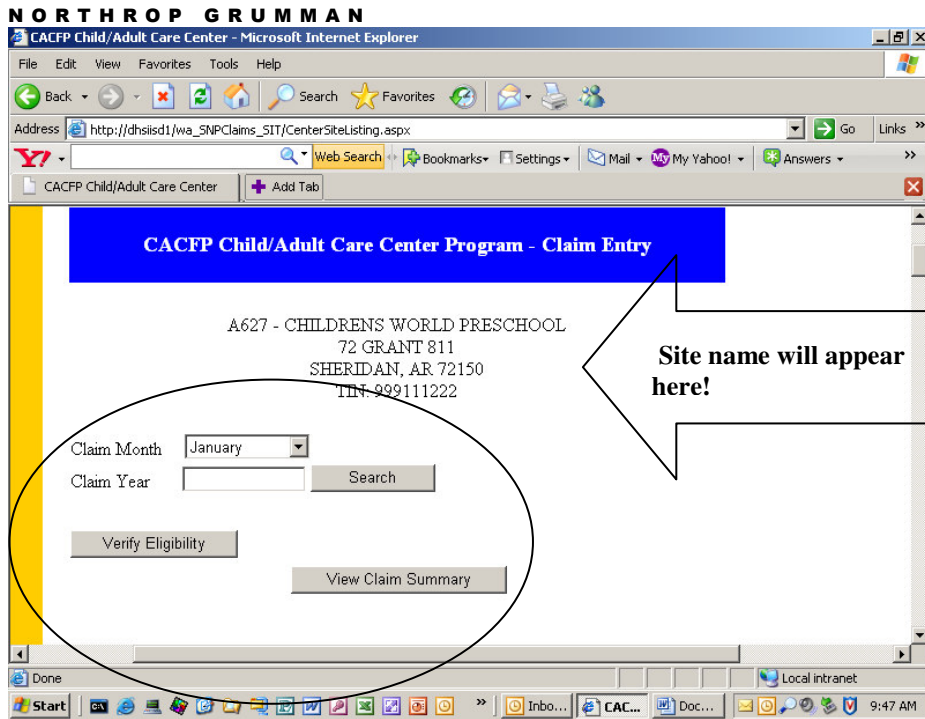 NORTHROP GRUMMAN
CACFP Child/Adult Care Center - Microsoft Internet Explorer
File Edit View Favorites Tools Help
Back Search Favorites
Address http://dhsiisd1/wa_SNPClaims_SIT/CenterSiteListing.aspx Go Links »
Y! Web Search Bookmarks Settings Mail My My Yahoo! Answers »
CACFP Child/Adult Care Center Add Tab
CACFP Child/Adult Care Center Program - Claim Entry
A627 - CHILDRENS WORLD PRESCHOOL
72 GRANT 811
SHERIDAN, AR 72150
TIN: 999111222
Site name will appear
here!
Claim Month January
Claim Year Search
Verify Eligibility
View Claim Summary
Done Local intranet
Start » Inbo... CAC... Doc... 9:47 AM